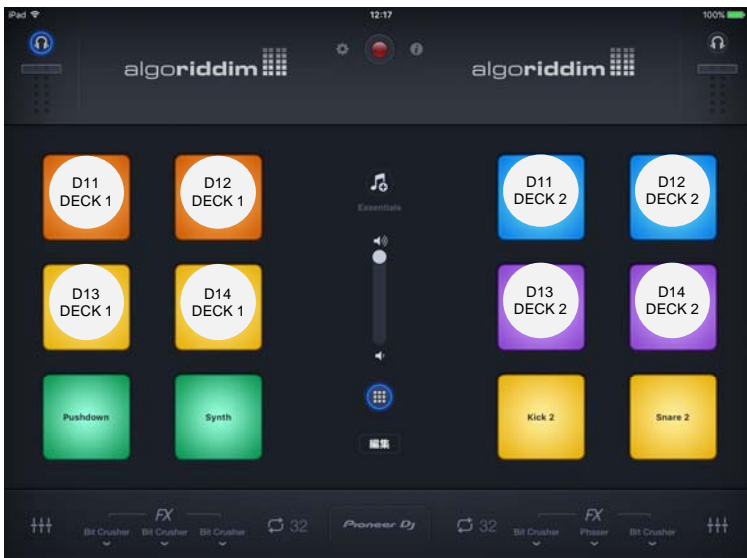 iPad 12:17 100%
algoriddim algoriddim
D11
DECK 1
D12
DECK 1
D11
DECK 2
D12
DECK 2
Essentials
D13
DECK 1
D14
DECK 1
D13
DECK 2
D14
DECK 2
Pushdown
Synth
Kick 2
Snare 2
編集
FX
Bit Crusher Bit Crusher Bit Crusher
32
Pioneer Dj
32
FX
Bit Crusher Phaser Bit Crusher